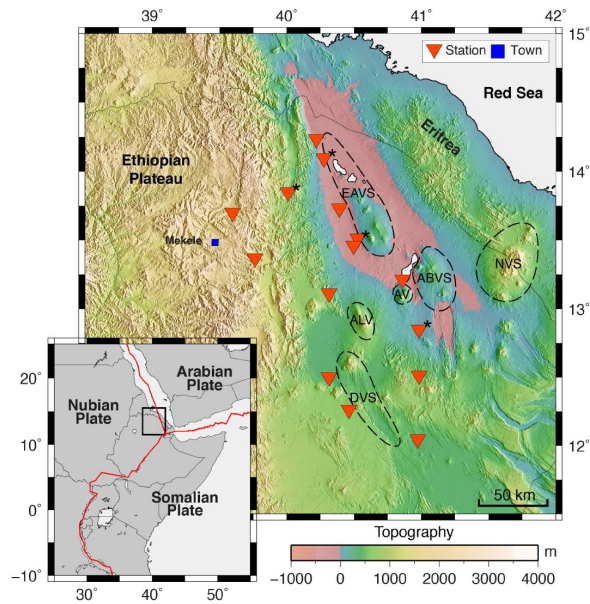 39° 40° 41° 42°
15°
Station Town
Red Sea
Eritrea
Ethiopian
Plateau
*
14°
*
EAVS
Mekele
*
NVS
ABVS
AV
13°
ALV
*
DVS
12°
50 km
20°
10°
0°
−10°
30° 40° 50°
Arabian
Plate
Nubian
Plate
Somalian
Plate
Topography
m
−1000 0 1000 2000 3000 4000